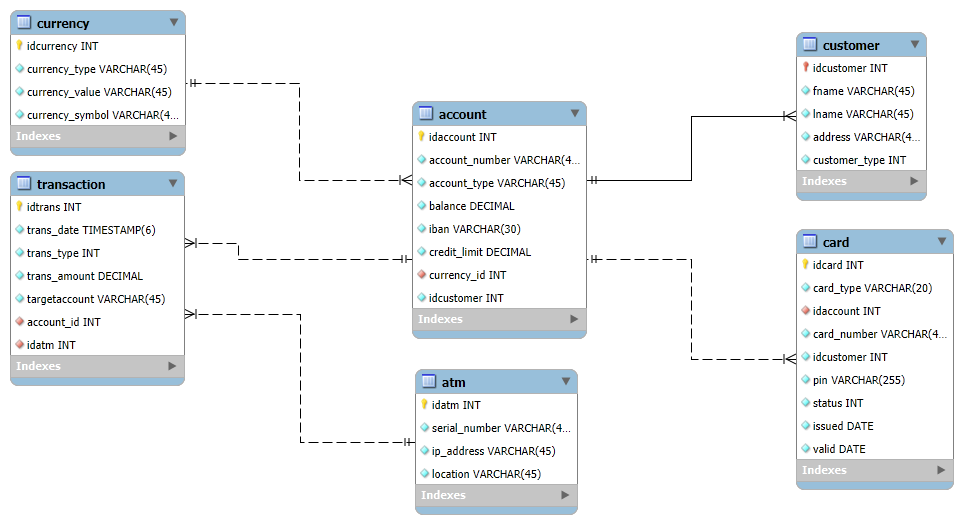 currency
idcurrency INT
currency_type VARCHAR(45)
currency_value VARCHAR(45)
currency_symbol VARCHAR(4...
Indexes
transaction
idtrans INT
trans_date TIMESTAMP(6)
trans_type INT
trans_amount DECIMAL
targetaccount VARCHAR(45)
account_id INT
idatm INT
Indexes
account
idaccount INT
account_number VARCHAR(4...
account_type VARCHAR(45)
balance DECIMAL
iban VARCHAR(30)
credit_limit DECIMAL
currency_id INT
idcustomer INT
Indexes
atm
idatm INT
serial_number VARCHAR(4...
ip_address VARCHAR(45)
location VARCHAR(45)
Indexes
customer
idcustomer INT
fname VARCHAR(45)
lname VARCHAR(45)
address VARCHAR(4...
customer_type INT
Indexes
card
idcard INT
card_type VARCHAR(20)
idaccount INT
card_number VARCHAR(4...
idcustomer INT
pin VARCHAR(255)
status INT
issued DATE
valid DATE
Indexes